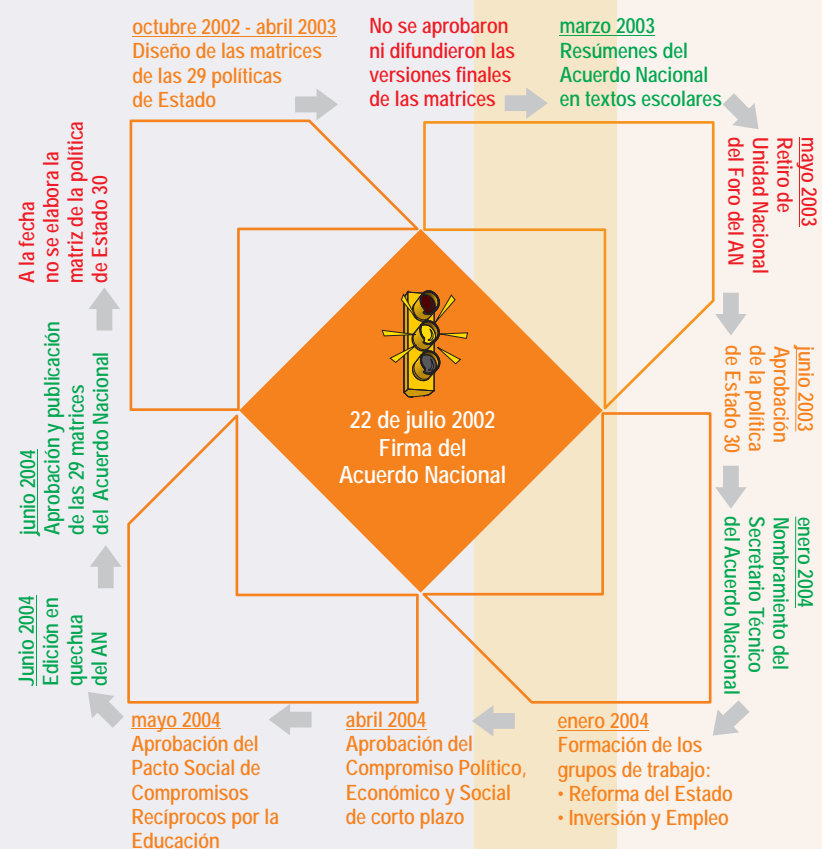 octubre 2002 - abril 2003
Diseño de las matrices
de las 29 políticas
de Estado
No se aprobaron
ni difundieron las
versiones finales
de las matrices
marzo 2003
Resúmenes del
Acuerdo Nacional
en textos escolares
mayo 2003
Retiro de
Unidad Nacional
del Foro del AN
junio 2003
Aprobación
de la política
de Estado 30
enero 2004
Nombramiento del
Secretario Técnico
del Acuerdo Nacional
enero 2004
Formación de los
grupos de trabajo:
• Reforma del Estado
• Inversión y Empleo
abril 2004
Aprobación del
Compromiso Político,
Económico y Social
de corto plazo
mayo 2004
Aprobación del
Pacto Social de
Compromisos
Recíprocos por la
Educación
Junio 2004
Edición en
quechua
del AN
junio 2004
Aprobación y publicación
de las 29 matrices
del Acuerdo Nacional
A la fecha
no se elabora la
matriz de la política
de Estado 30
22 de julio 2002
Firma del
Acuerdo Nacional